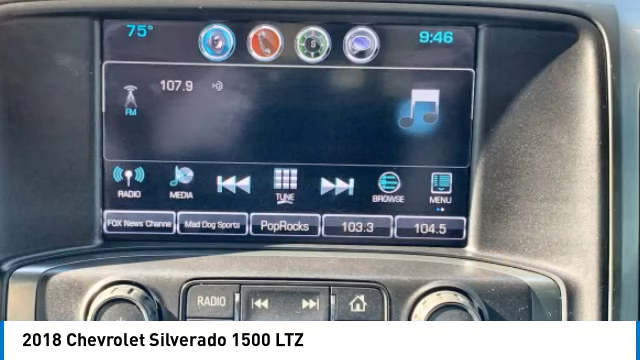 75°
S
9:46
107.9
FM
RADIO
MEDIA
TUNE
BROWSE
MENU
FOX News Channe
Mad Dog Sports
PopRocks
103.3
104.5
RADIO
2018 Chevrolet Silverado 1500 LTZ